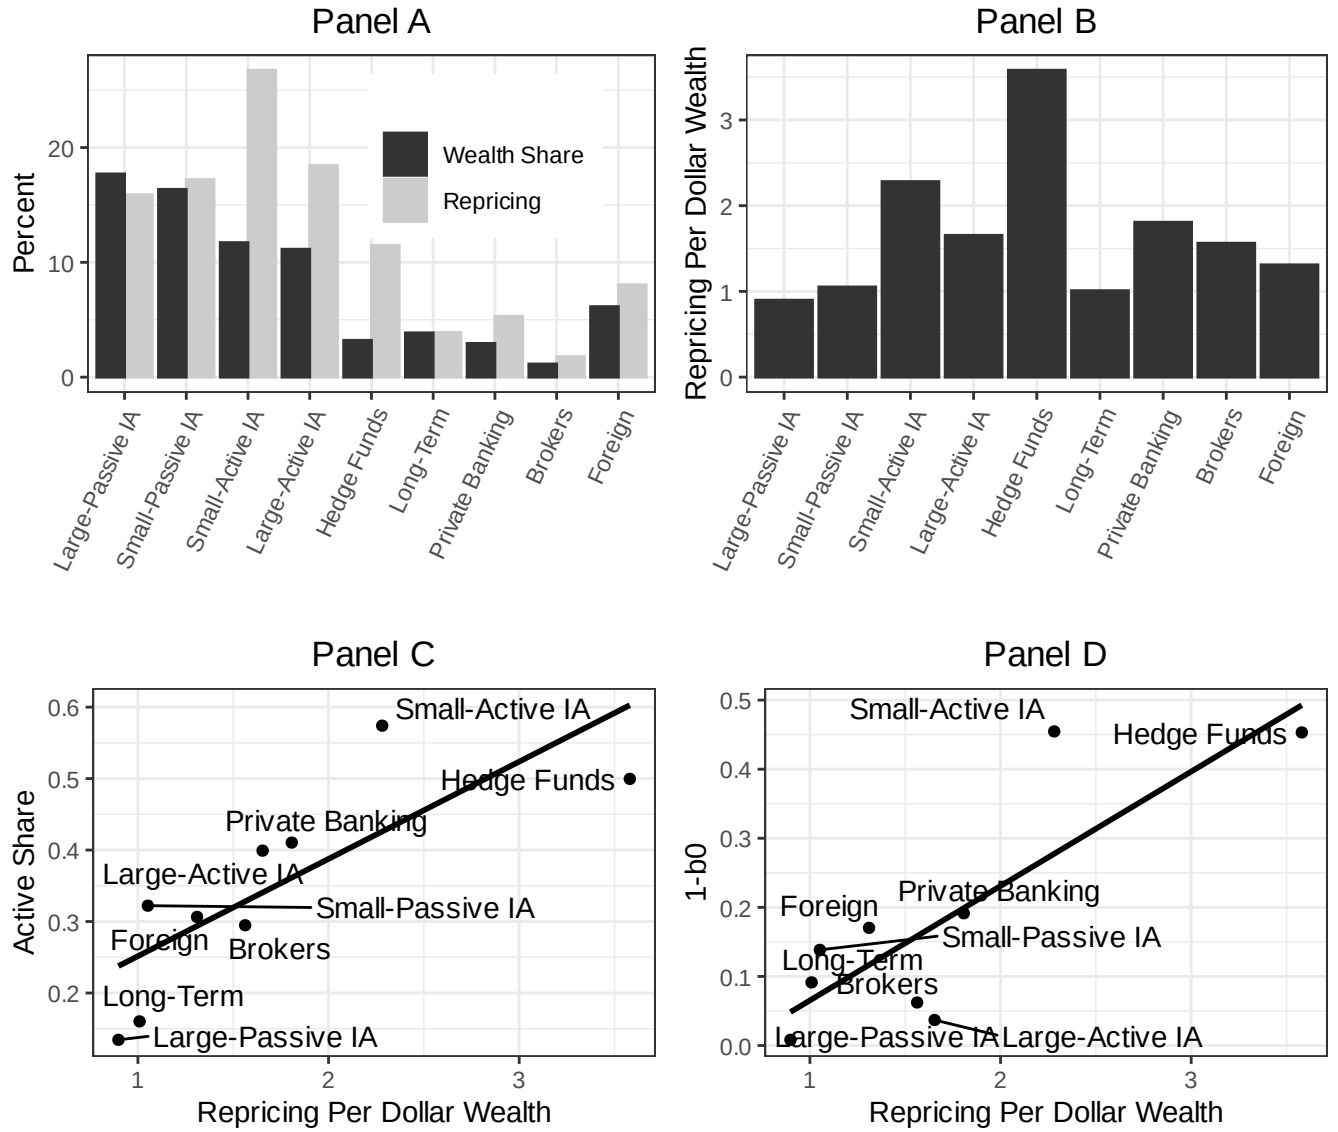 Panel A
Percent
20
10
0
Wealth Share
Repricing
Large-Passive IA
Small-Passive IA
Small-Active IA
Large-Active IA
Hedge Funds
Long-Term
Private Banking
Brokers
Foreign
Panel B
Repricing Per Dollar Wealth
3
2
1
0
Large-Passive IA
Small-Passive IA
Small-Active IA
Large-Active IA
Hedge Funds
Long-Term
Private Banking
Brokers
Foreign
Panel C
Active Share
0.6
0.5
0.4
0.3
0.2
Small-Active IA
Hedge Funds
Private Banking
Large-Active IA
Small-Passive IA
Foreign
Brokers
Long-Term
Large-Passive IA
1
2
3
Repricing Per Dollar Wealth
Panel D
1-b0
0.5
0.4
0.3
0.2
0.1
0.0
Small-Active IA
Hedge Funds
Private Banking
Foreign
Small-Passive IA
Long-Term
Brokers
Large-Passive IA
Large-Active IA
1
2
3
Repricing Per Dollar Wealth